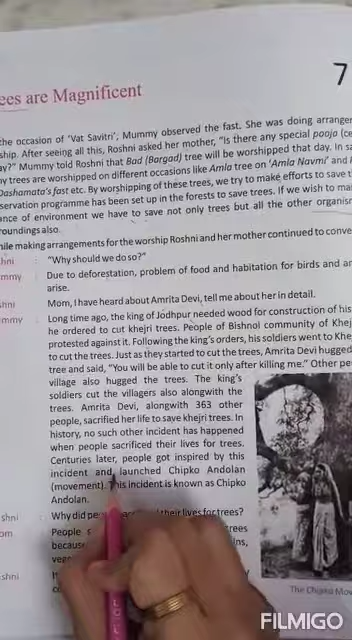 7
ees are Magnificent
the occasion of 'Vat Savitri', Mummy observed the fast. She was doing arranger
ship. After seeing all this, Roshni asked her mother, "Is there any special pooja (ce
ay?" Mummy told Roshni that Bad (Bargad) tree will be worshipped that day. In sa
y trees are worshipped on different occasions like Amla tree on 'Amla Navmi' and
Dashamata's fast etc. By worshipping of these trees, we try to make efforts to save t
servation programme has been set up in the forests to save trees. If we wish to mai
ance of environment we have to save not only trees but all the other organism
roundings also.
hile making arrangements for the worship Roshni and her mother continued to conve
hni : "Why should we do so?"
mmy : Due to deforestation, problem of food and habitation for birds and an
arise.
shni : Mom, I have heard about Amrita Devi, tell me about her in detail.
mmy : Long time ago, the king of Jodhpur needed wood for construction of his
he ordered to cut khejri trees. People of Bishnol community of Khej
protested against it. Following the king's orders, his soldiers went to Khe
to cut the trees. Just as they started to cut the trees, Amrita Devi hugged
tree and said, "You will be able to cut it only after killing me." Other pe
village also hugged the trees. The king's
soldiers cut the villagers also alongwith the
trees. Amrita Devi, alongwith 363 other
people, sacrificed her life to save khejri trees. In
history, no such other incident has happened
when people sacrificed their lives for trees.
Centuries later, people got inspired by this
incident and launched Chipko Andolan
(movement). This incident is known as Chipko
Andolan.
shni : Why did their lives for trees?
om : People s trees
becaus ins,
vege
shni :
The Chipko Mov
FILMIGO